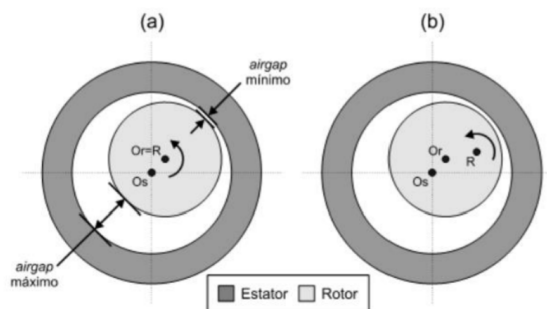 (a)
(b)
airgap
mínimo
Or=R
Os
airgap
máximo
Or
R
Os
Estator
Rotor